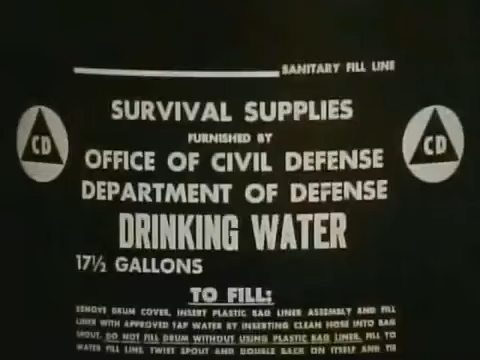 SANITARY FILL LINE
SURVIVAL SUPPLIES
FURNISHED BY
CD OFFICE OF CIVIL DEFENSE CD
DEPARTMENT OF DEFENSE
DRINKING WATER
17½ GALLONS
TO FILL:
REMOVE DRUM COVER, INSERT PLASTIC BAG LINER ASSEMBLY AND FILL
LINER WITH APPROVED TAP WATER BY INSERTING CLEAN HOSE INTO BAG
SPOUT. DO NOT FILL DRUM WITHOUT USING PLASTIC BAG LINER. FILL TO
WATER FILL LINE. TWIST SPOUT AND DOUBLE BACK ON ITSELF AND TIE